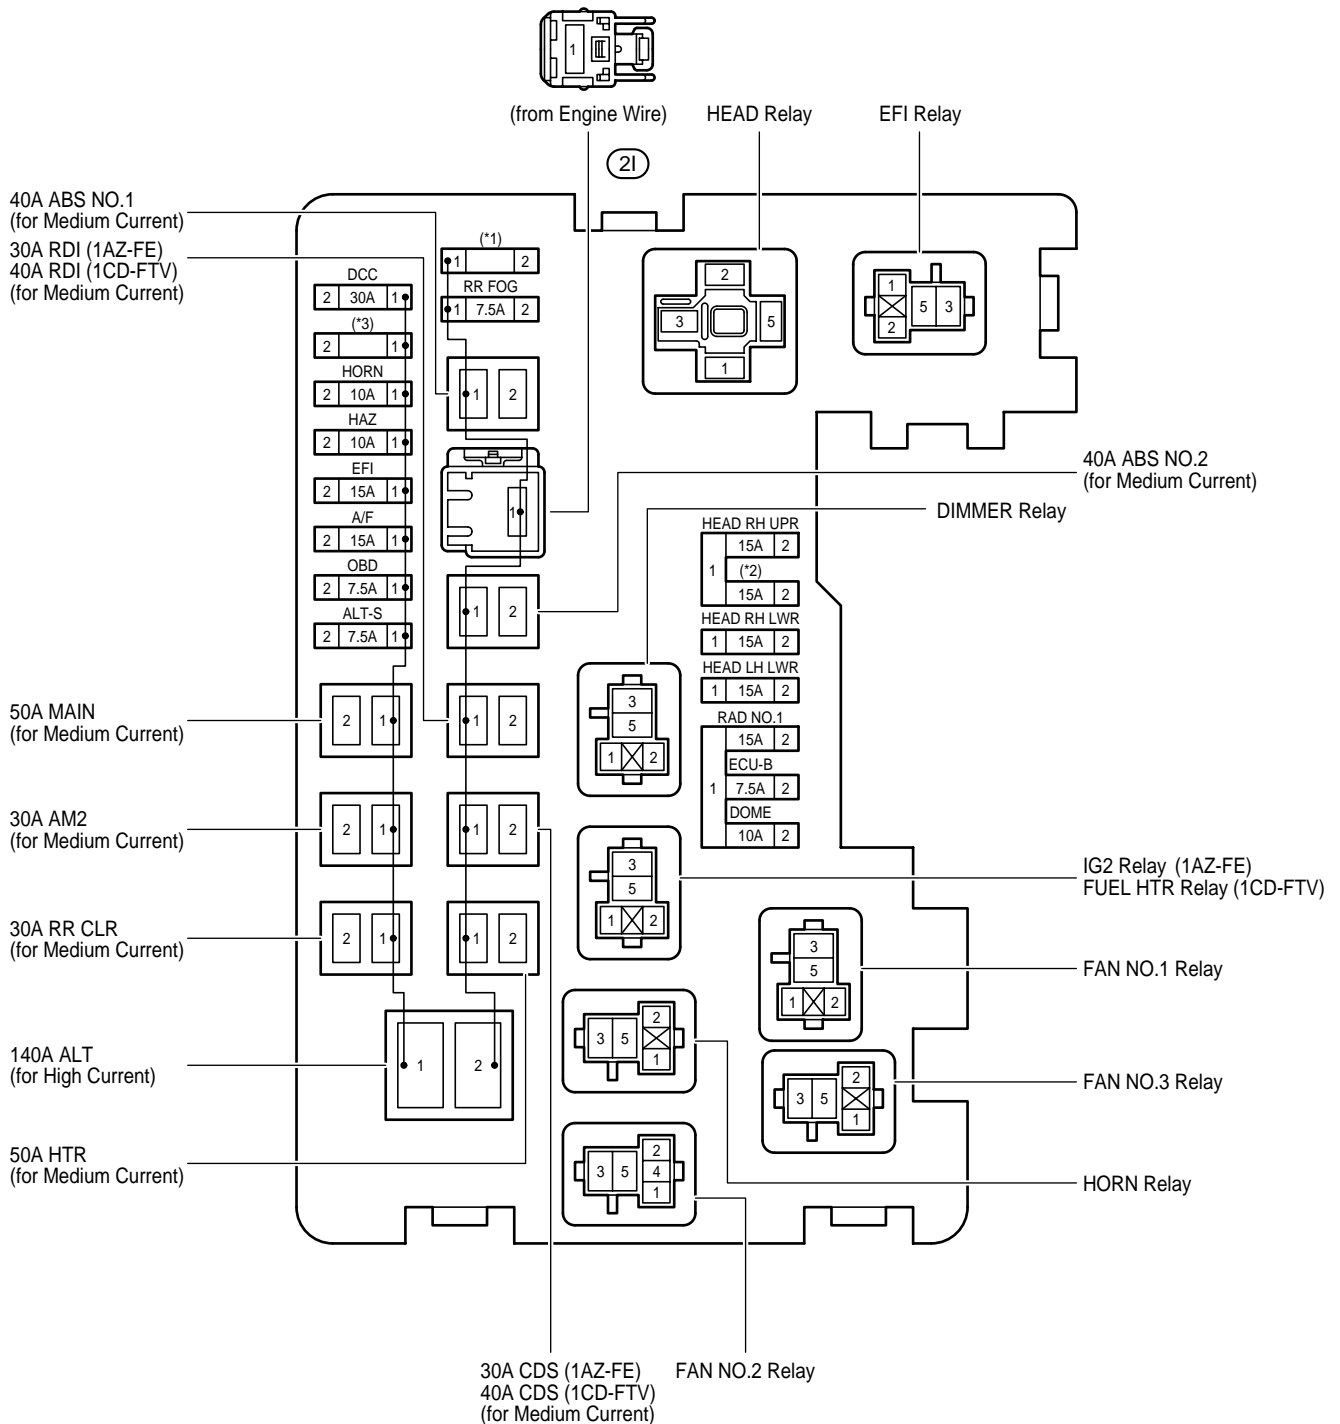 1
(from Engine Wire)
HEAD Relay
EFI Relay
2I
40A ABS NO.1
(for Medium Current)
30A RDI (1AZ-FE)
40A RDI (1CD-FTV)
(for Medium Current)
(*1)
1 2
RR FOG
1 7.5A 2
DCC
2 30A 1
(*3)
2 1
HORN
2 10A 1
HAZ
2 10A 1
EFI
2 15A 1
A/F
2 15A 1
OBD
2 7.5A 1
ALT-S
2 7.5A 1
1 2
1
1 2
2
3 5
1
1
5 3
2
40A ABS NO.2
(for Medium Current)
DIMMER Relay
HEAD RH UPR
15A 2
1 (*2)
15A 2
HEAD RH LWR
1 15A 2
HEAD LH LWR
1 15A 2
RAD NO.1
15A 2
ECU-B
1 7.5A 2
DOME
10A 2
3
5
1 2
50A MAIN
(for Medium Current)
2 1
1 2
30A AM2
(for Medium Current)
2 1
1 2
3
5
1 2
IG2 Relay (1AZ-FE)
FUEL HTR Relay (1CD-FTV)
30A RR CLR
(for Medium Current)
2 1
1 2
3
5
1 2
FAN NO.1 Relay
140A ALT
(for High Current)
1 2
2
3 5
1
2
3 5
1
FAN NO.3 Relay
50A HTR
(for Medium Current)
2
3 5 4
1
HORN Relay
30A CDS (1AZ-FE)
40A CDS (1CD-FTV)
(for Medium Current)
FAN NO.2 Relay